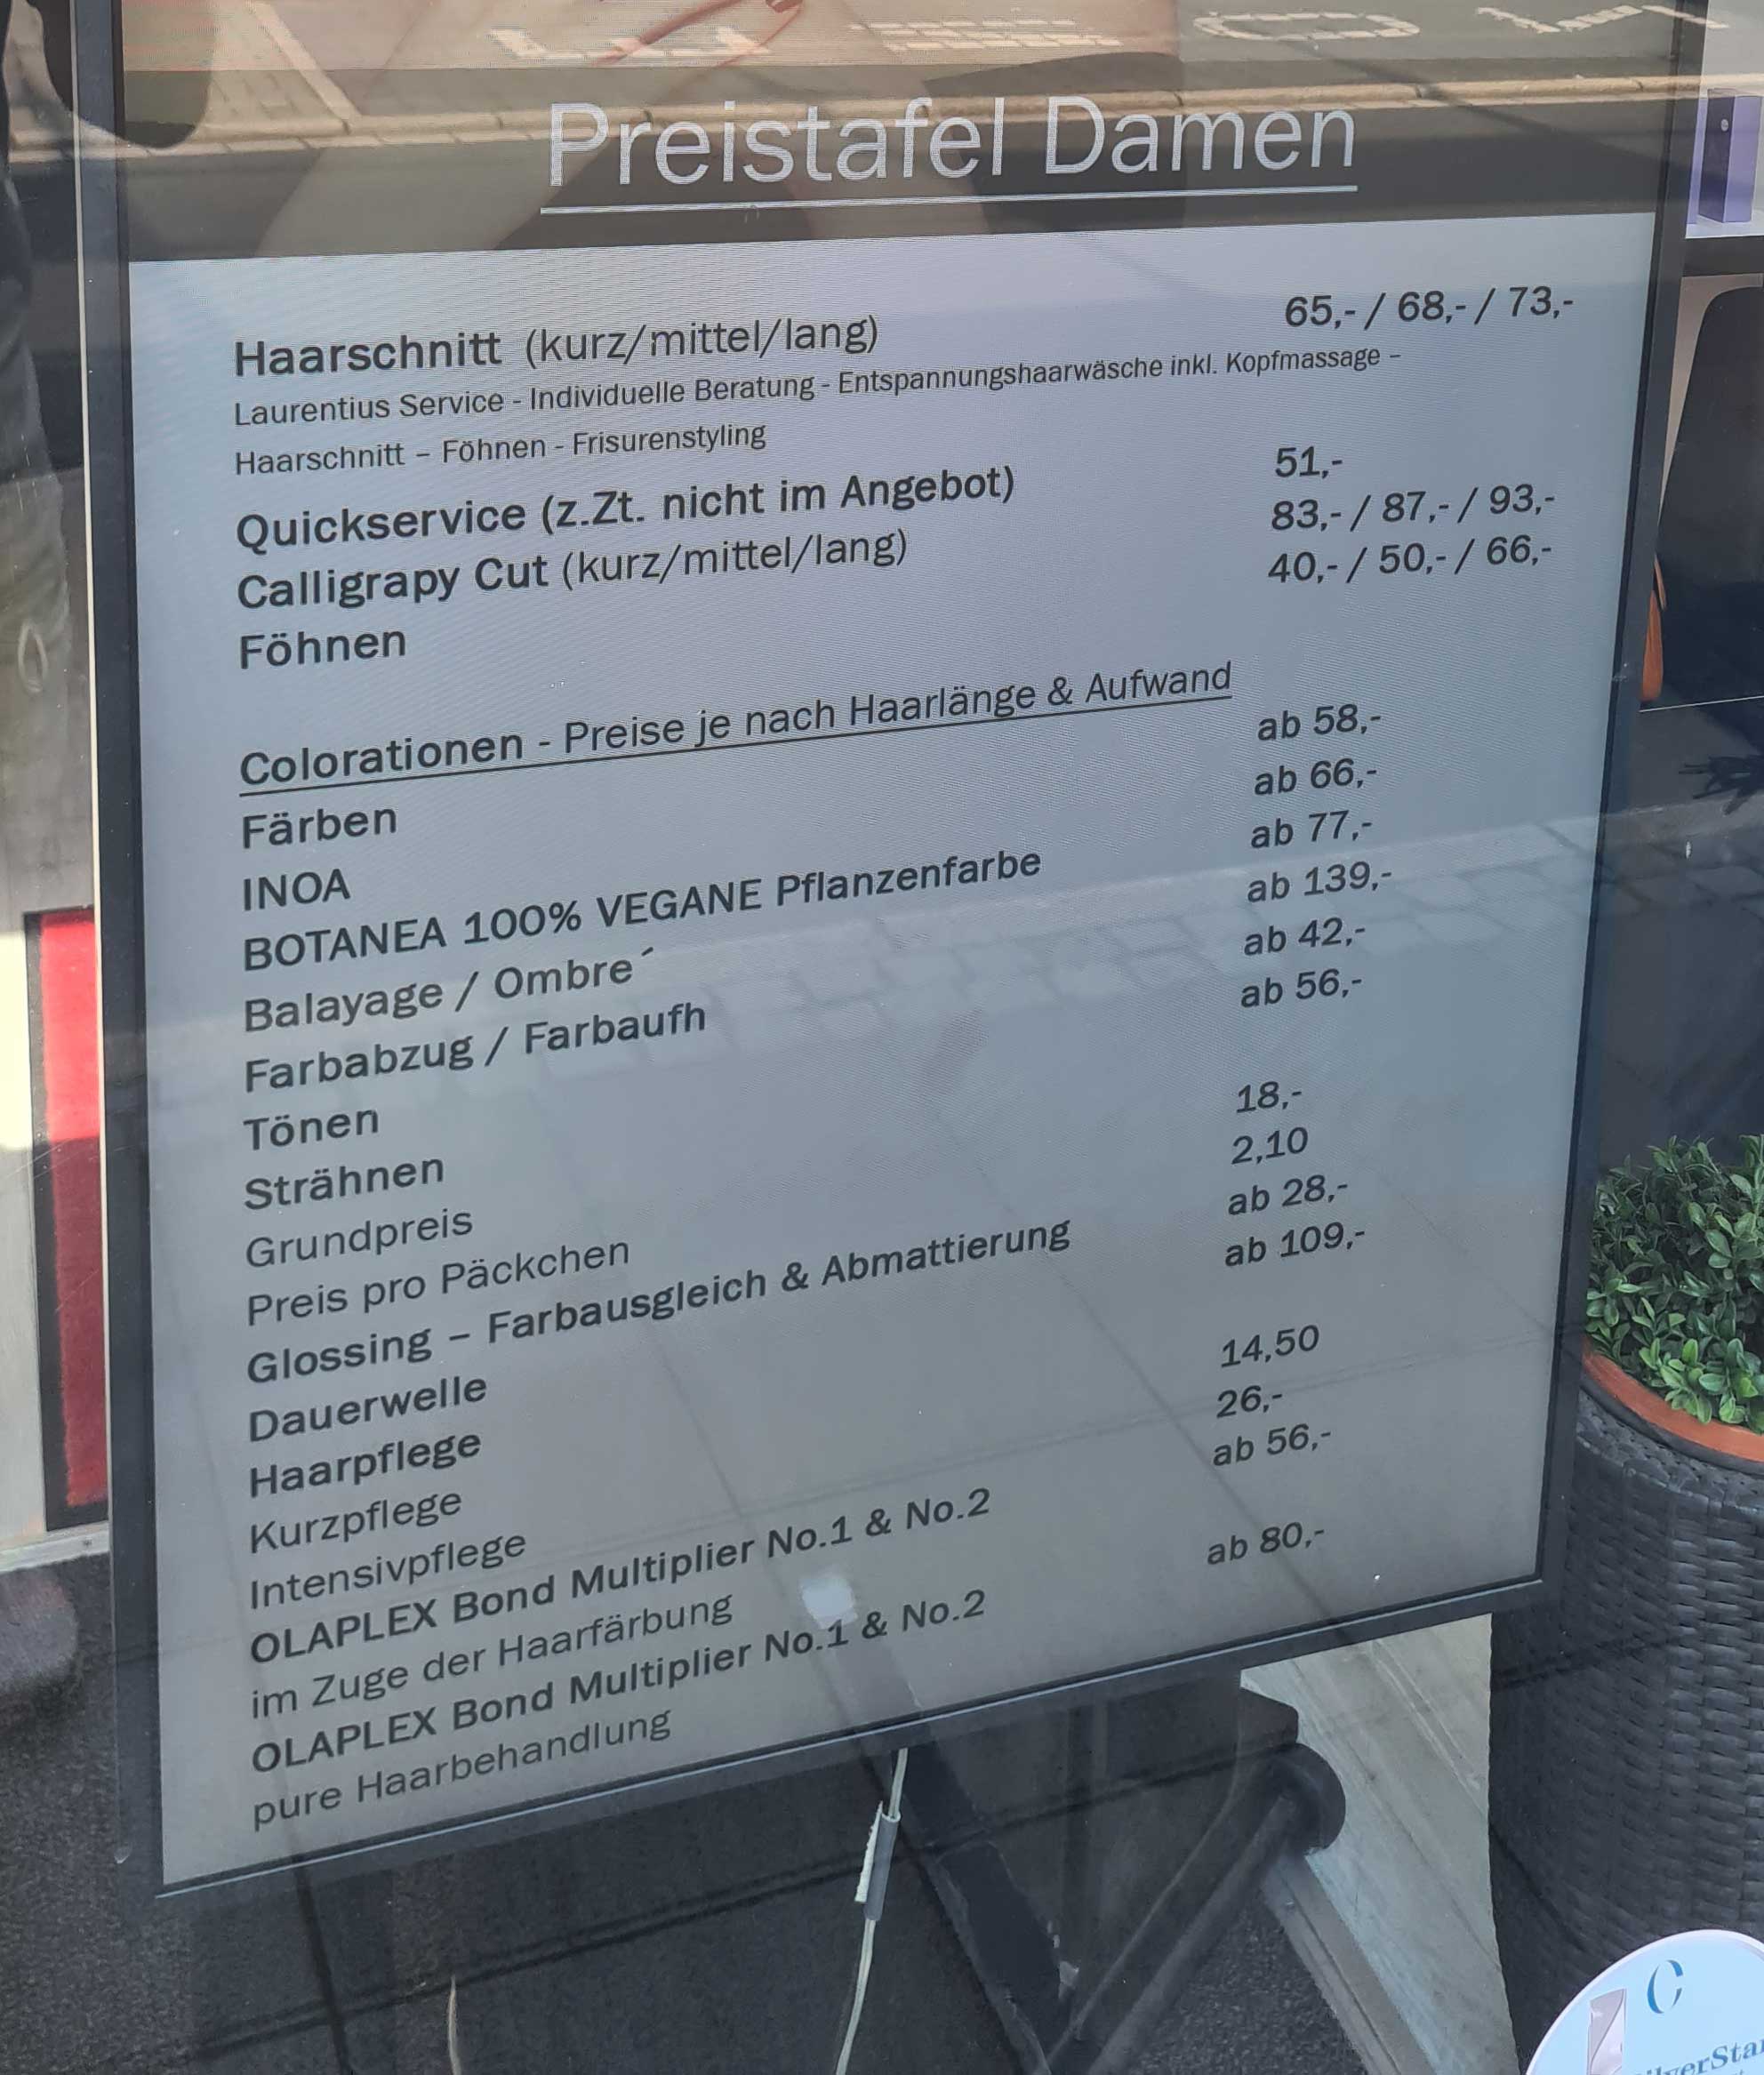 Preistafel Damen
Haarschnitt (kurz/mittel/lang) 65,- / 68,- / 73,-
Laurentius Service - Individuelle Beratung - Entspannungshaarwäsche inkl. Kopfmassage –
Haarschnitt – Föhnen - Frisurenstyling
Quickservice (z.Zt. nicht im Angebot) 51,-
Calligrapy Cut (kurz/mittel/lang) 83,- / 87,- / 93,-
Föhnen 40,- / 50,- / 66,-
Colorationen - Preise je nach Haarlänge & Aufwand
Färben ab 58,-
INOA ab 66,-
BOTANEA 100% VEGANE Pflanzenfarbe ab 77,-
Balayage / Ombre´ ab 139,-
Farbabzug / Farbaufh ab 42,-
Tönen ab 56,-
Strähnen
Grundpreis 18,-
Preis pro Päckchen 2,10
Glossing – Farbausgleich & Abmattierung ab 28,-
Dauerwelle ab 109,-
Haarpflege
Kurzpflege 14,50
Intensivpflege 26,-
OLAPLEX Bond Multiplier No.1 & No.2 ab 56,-
im Zuge der Haarfärbung
OLAPLEX Bond Multiplier No.1 & No.2 ab 80,-
pure Haarbehandlung
C